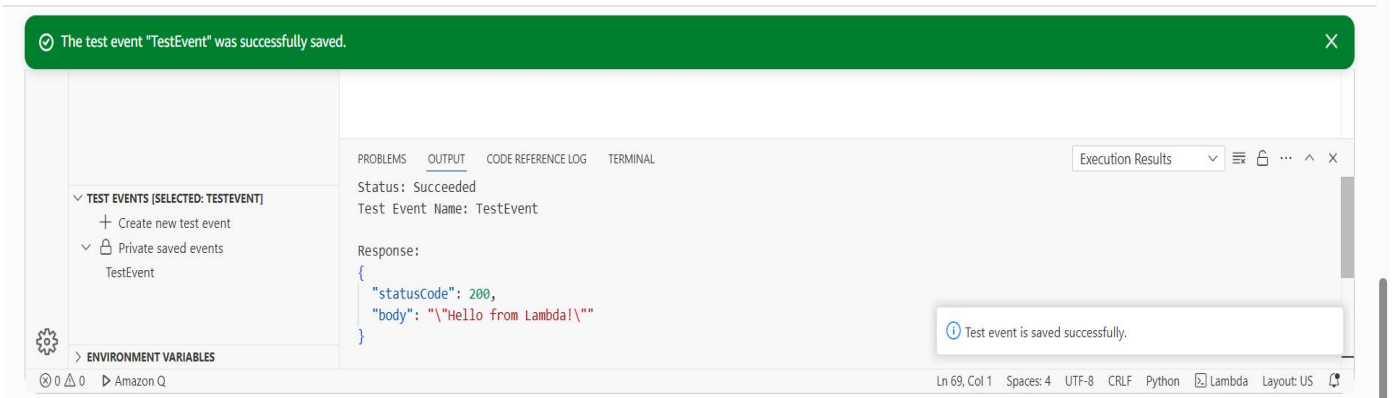 The test event "TestEvent" was successfully saved.
PROBLEMS OUTPUT CODE REFERENCE LOG TERMINAL
Execution Results
Status: Succeeded
Test Event Name: TestEvent
Response:
{
"statusCode": 200,
"body": "\"Hello from Lambda!\""
}
TEST EVENTS [SELECTED: TESTEVENT]
Create new test event
Private saved events
TestEvent
ENVIRONMENT VARIABLES
Test event is saved successfully.
0 0 Amazon Q Ln 69, Col 1 Spaces: 4 UTF-8 CRLF Python Lambda Layout: US